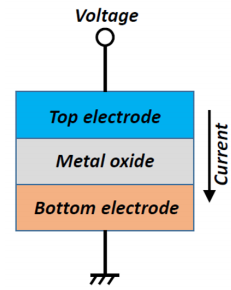 Voltage
Top electrode
Metal oxide
Bottom electrode
Current